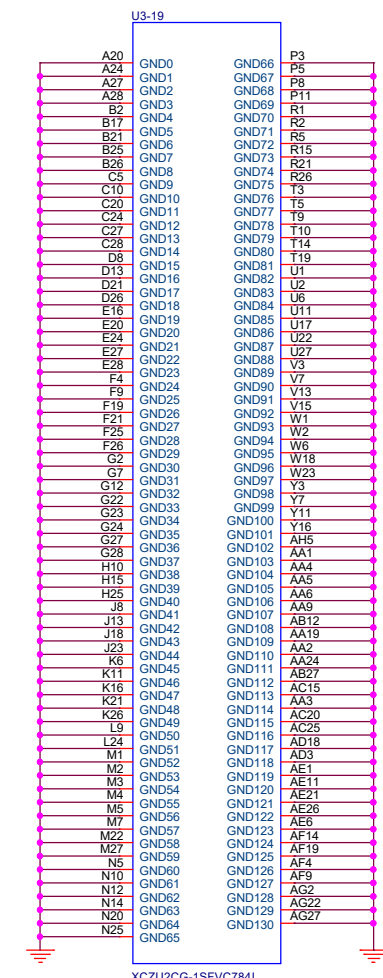 U3-19
A20 GND0 GND66 P3
A24 GND1 GND67 P5
A27 GND2 GND68 P8
A28 GND3 GND69 P11
B2 GND4 GND70 R1
B17 GND5 GND71 R2
B21 GND6 GND72 R5
B25 GND7 GND73 R15
B26 GND8 GND74 R21
C5 GND9 GND75 R26
C10 GND10 GND76 T3
C20 GND11 GND77 T5
C24 GND12 GND78 T9
C27 GND13 GND79 T10
C28 GND14 GND80 T14
D8 GND15 GND81 T19
D13 GND16 GND82 U1
D21 GND17 GND83 U2
D26 GND18 GND84 U6
E16 GND19 GND85 U11
E20 GND20 GND86 U17
E24 GND21 GND87 U22
E27 GND22 GND88 U27
E28 GND23 GND89 V3
F4 GND24 GND90 V7
F9 GND25 GND91 V13
F19 GND26 GND92 V15
F21 GND27 GND93 W1
F25 GND28 GND94 W2
F26 GND29 GND95 W6
G2 GND30 GND96 W18
G7 GND31 GND97 W23
G12 GND32 GND98 Y3
G22 GND33 GND99 Y7
G23 GND34 GND100 Y11
G24 GND35 GND101 Y16
G27 GND36 GND102 AH5
G28 GND37 GND103 AA1
H10 GND38 GND104 AA4
H15 GND39 GND105 AA5
H25 GND40 GND106 AA6
J8 GND41 GND107 AA9
J13 GND42 GND108 AB12
J18 GND43 GND109 AA19
J23 GND44 GND110 AA2
K6 GND45 GND111 AA24
K11 GND46 GND112 AB27
K16 GND47 GND113 AC15
K21 GND48 GND114 AA3
K26 GND49 GND115 AC20
L9 GND50 GND116 AC25
L24 GND51 GND117 AD18
M1 GND52 GND118 AD3
M2 GND53 GND119 AE1
M3 GND54 GND120 AE11
M4 GND55 GND121 AE21
M5 GND56 GND122 AE26
M7 GND57 GND123 AE6
M22 GND58 GND124 AF14
M27 GND59 GND125 AF19
N5 GND60 GND126 AF4
N10 GND61 GND127 AF9
N12 GND62 GND128 AG2
N14 GND63 GND129 AG22
N20 GND64 GND130 AG27
N25 GND65
XCZU2CG-1SFVC784I